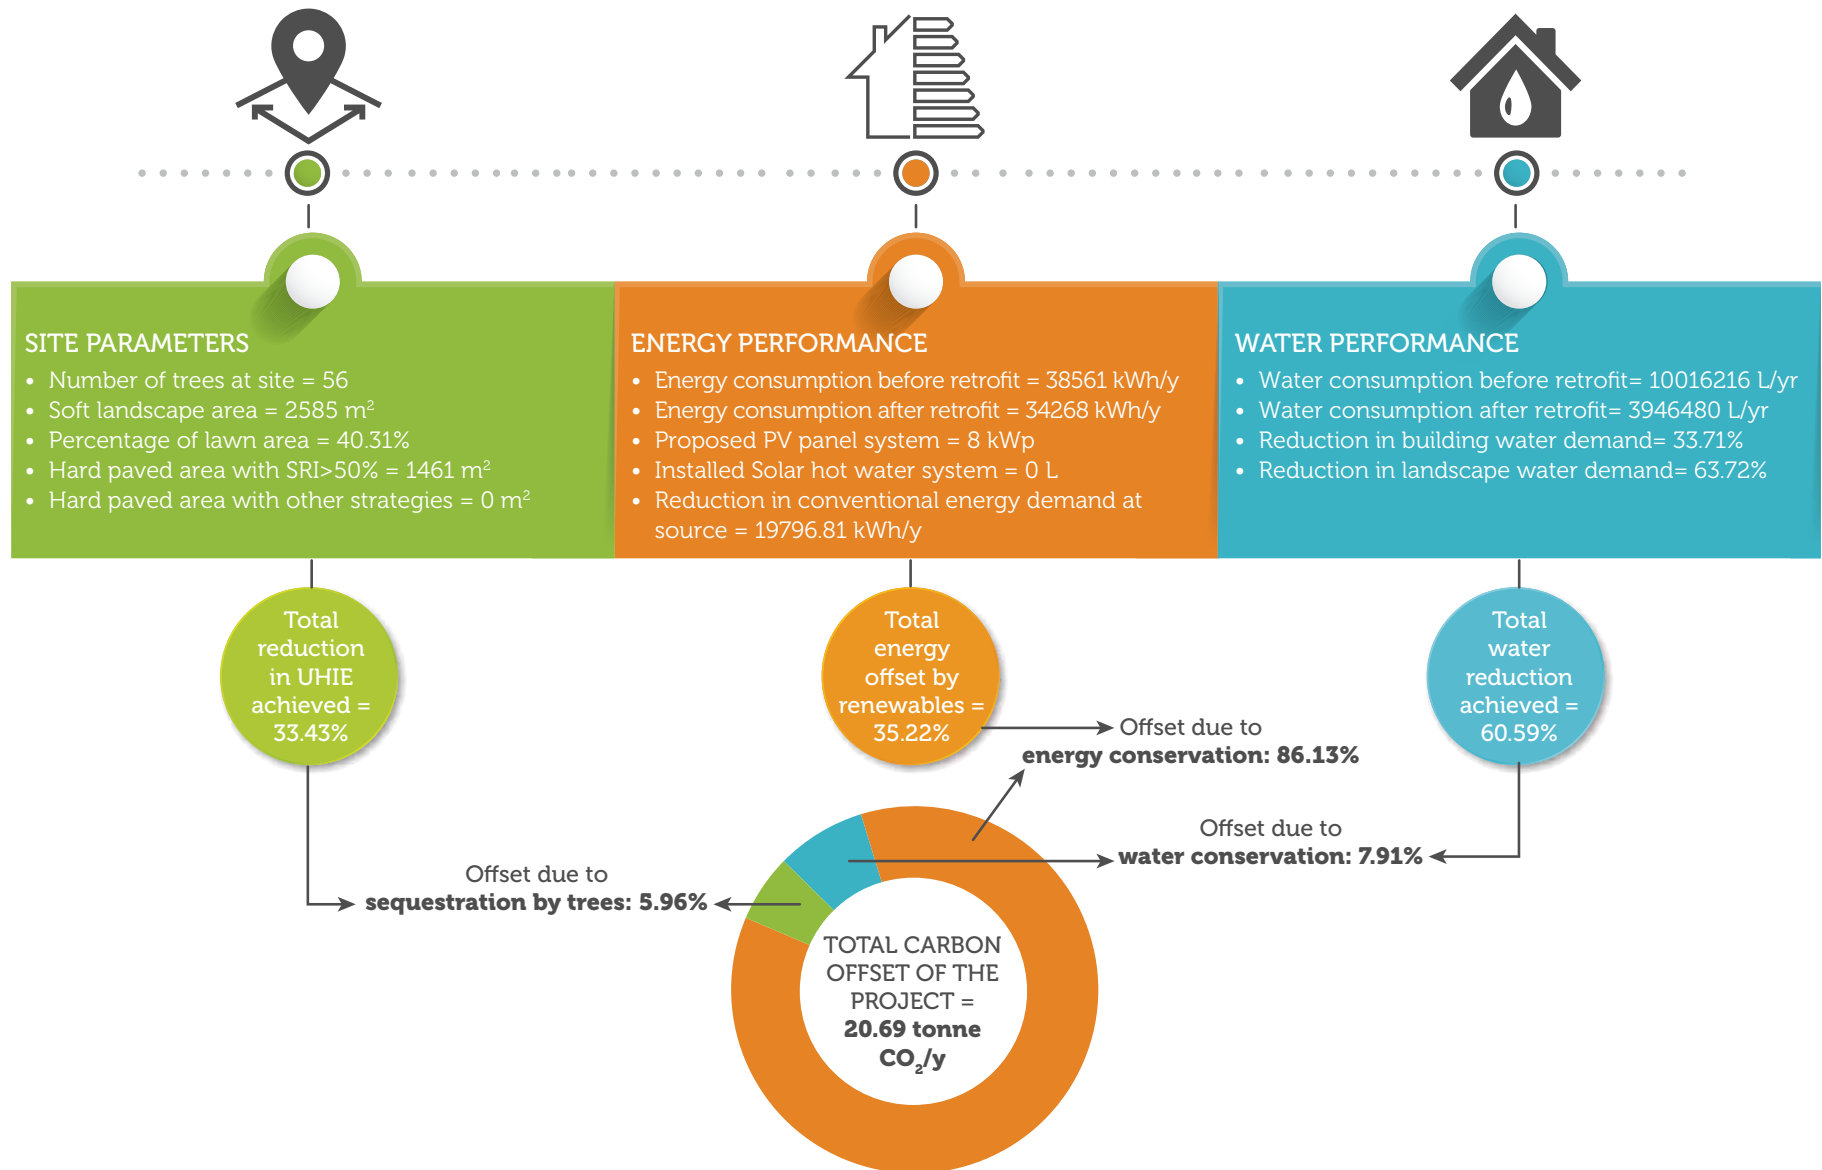 SITE PARAMETERS
• Number of trees at site = 56
• Soft landscape area = 2585 m²
• Percentage of lawn area = 40.31%
• Hard paved area with SRI>50% = 1461 m²
• Hard paved area with other strategies = 0 m²
ENERGY PERFORMANCE
• Energy consumption before retrofit = 38561 kWh/y
• Energy consumption after retrofit = 34268 kWh/y
• Proposed PV panel system = 8 kWp
• Installed Solar hot water system = 0 L
• Reduction in conventional energy demand at
source = 19796.81 kWh/y
WATER PERFORMANCE
• Water consumption before retrofit= 10016216 L/yr
• Water consumption after retrofit= 3946480 L/yr
• Reduction in building water demand= 33.71%
• Reduction in landscape water demand= 63.72%
Total
reduction
in UHIE
achieved =
33.43%
Total
energy
offset by
renewables =
35.22%
Total
water
reduction
achieved =
60.59%
Offset due to
energy conservation: 86.13%
Offset due to
water conservation: 7.91%
Offset due to
sequestration by trees: 5.96%
TOTAL CARBON
OFFSET OF THE
PROJECT =
20.69 tonne
CO₂/y